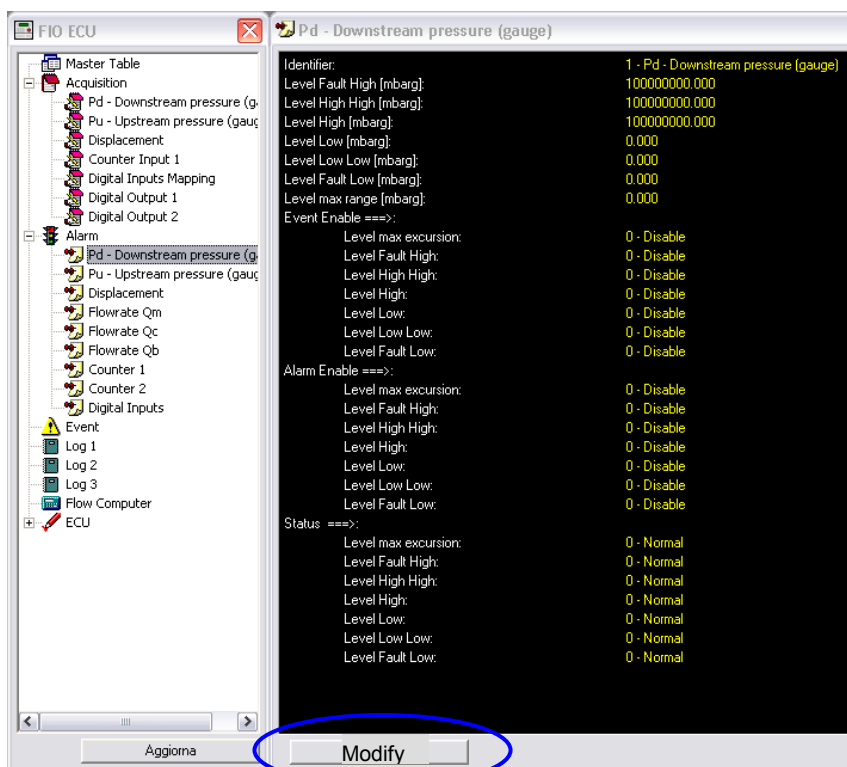 FIO ECU
Master Table
Acquisition
Pd - Downstream pressure (g
Pu - Upstream pressure (gaug
Displacement
Counter Input 1
Digital Inputs Mapping
Digital Output 1
Digital Output 2
Alarm
Pd - Downstream pressure (g
Pu - Upstream pressure (gaug
Displacement
Flowrate Qm
Flowrate Qc
Flowrate Qb
Counter 1
Counter 2
Digital Inputs
Event
Log 1
Log 2
Log 3
Flow Computer
ECU
Aggiorna
Pd - Downstream pressure (gauge)
Identifier: 1 - Pd - Downstream pressure (gauge)
Level Fault High [mbarg]: 100000000.000
Level High High [mbarg]: 100000000.000
Level High [mbarg]: 100000000.000
Level Low [mbarg]: 0.000
Level Low Low [mbarg]: 0.000
Level Fault Low [mbarg]: 0.000
Level max range [mbarg]: 0.000
Event Enable ===>:
Level max excursion: 0 - Disable
Level Fault High: 0 - Disable
Level High High: 0 - Disable
Level High: 0 - Disable
Level Low: 0 - Disable
Level Low Low: 0 - Disable
Level Fault Low: 0 - Disable
Alarm Enable ===>:
Level max excursion: 0 - Disable
Level Fault High: 0 - Disable
Level High High: 0 - Disable
Level High: 0 - Disable
Level Low: 0 - Disable
Level Low Low: 0 - Disable
Level Fault Low: 0 - Disable
Status ===>:
Level max excursion: 0 - Normal
Level Fault High: 0 - Normal
Level High High: 0 - Normal
Level High: 0 - Normal
Level Low: 0 - Normal
Level Low Low: 0 - Normal
Level Fault Low: 0 - Normal
Modify